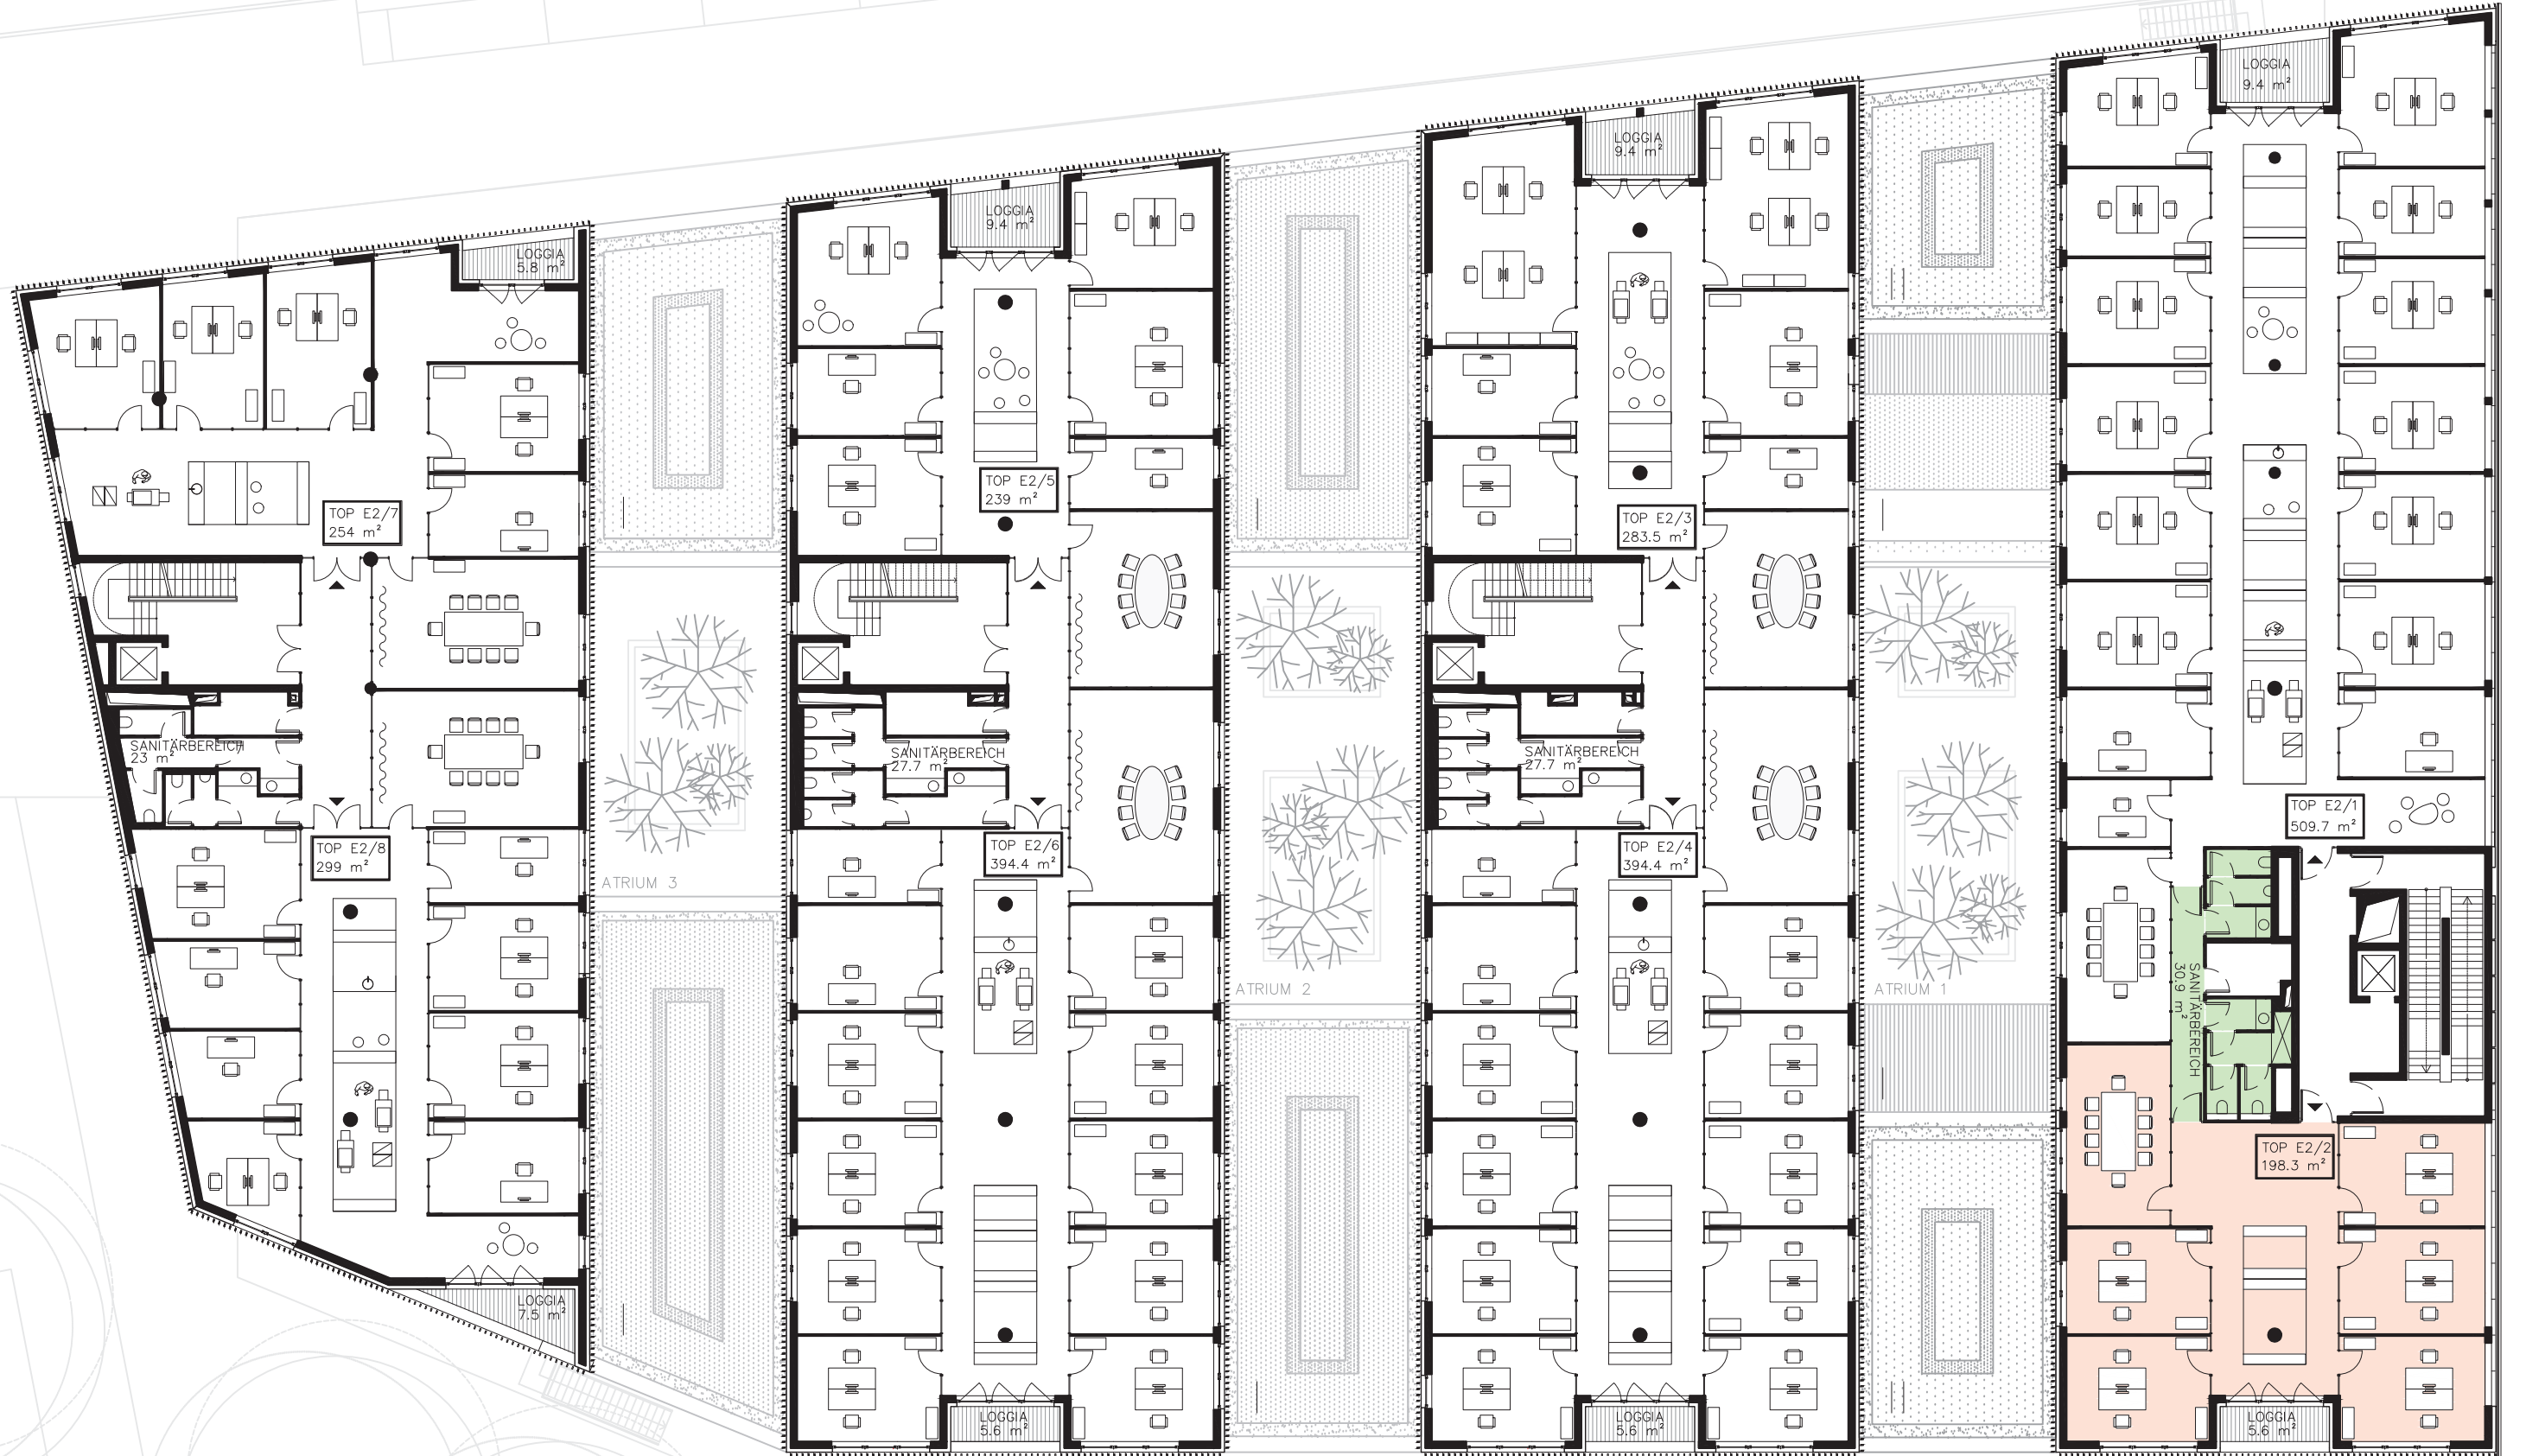 LOGGIA
9.4 m²
LOGGIA
9.4 m²
LOGGIA
9.4 m²
LOGGIA
5.8 m²
TOP E2/7
254 m²
TOP E2/5
239 m²
TOP E2/3
283.5 m²
SANITÄRBEREICH
23 m²
SANITÄRBEREICH
27.7 m²
SANITÄRBEREICH
27.7 m²
TOP E2/1
509.7 m²
TOP E2/8
299 m²
TOP E2/6
394.4 m²
TOP E2/4
394.4 m²
ATRIUM 3
ATRIUM 2
ATRIUM 1
SANITÄRBEREICH
30.9 m²
TOP E2/2
198.3 m²
LOGGIA
7.5 m²
LOGGIA
5.6 m²
LOGGIA
5.6 m²
LOGGIA
5.6 m²